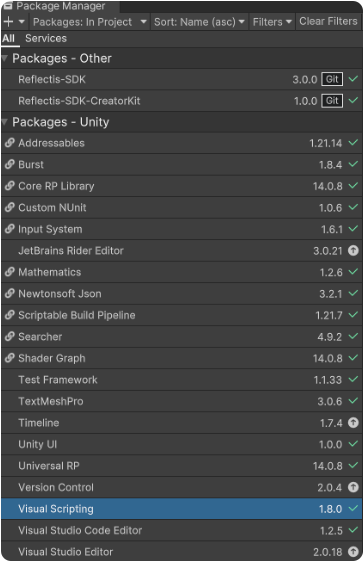 Package Manager
+ Packages: In Project Sort: Name (asc) Filters Clear Filters
All Services
Packages - Other
Reflectis-SDK 3.0.0 Git
Reflectis-SDK-CreatorKit 1.0.0 Git
Packages - Unity
Addressables 1.21.14
Burst 1.8.4
Core RP Library 14.0.8
Custom NUnit 1.0.6
Input System 1.6.1
JetBrains Rider Editor 3.0.21
Mathematics 1.2.6
Newtonsoft Json 3.2.1
Scriptable Build Pipeline 1.21.7
Searcher 4.9.2
Shader Graph 14.0.8
Test Framework 1.1.33
TextMeshPro 3.0.6
Timeline 1.7.4
Unity UI 1.0.0
Universal RP 14.0.8
Version Control 2.0.4
Visual Scripting 1.8.0
Visual Studio Code Editor 1.2.5
Visual Studio Editor 2.0.18